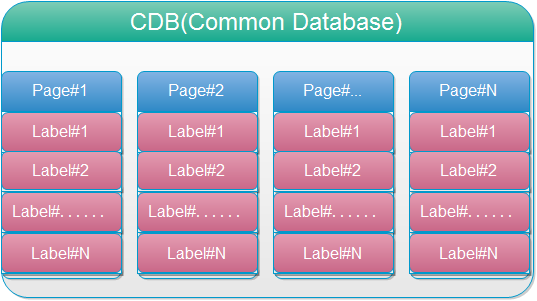 CDB(Common Database)
Page#1
Label#1
Label#2
Label#. . . . . .
Label#N
Page#2
Label#1
Label#2
Label#. . . . . .
Label#N
Page#...
Label#1
Label#2
Label#. . . . . .
Label#N
Page#N
Label#1
Label#2
Label#. . . . . .
Label#N